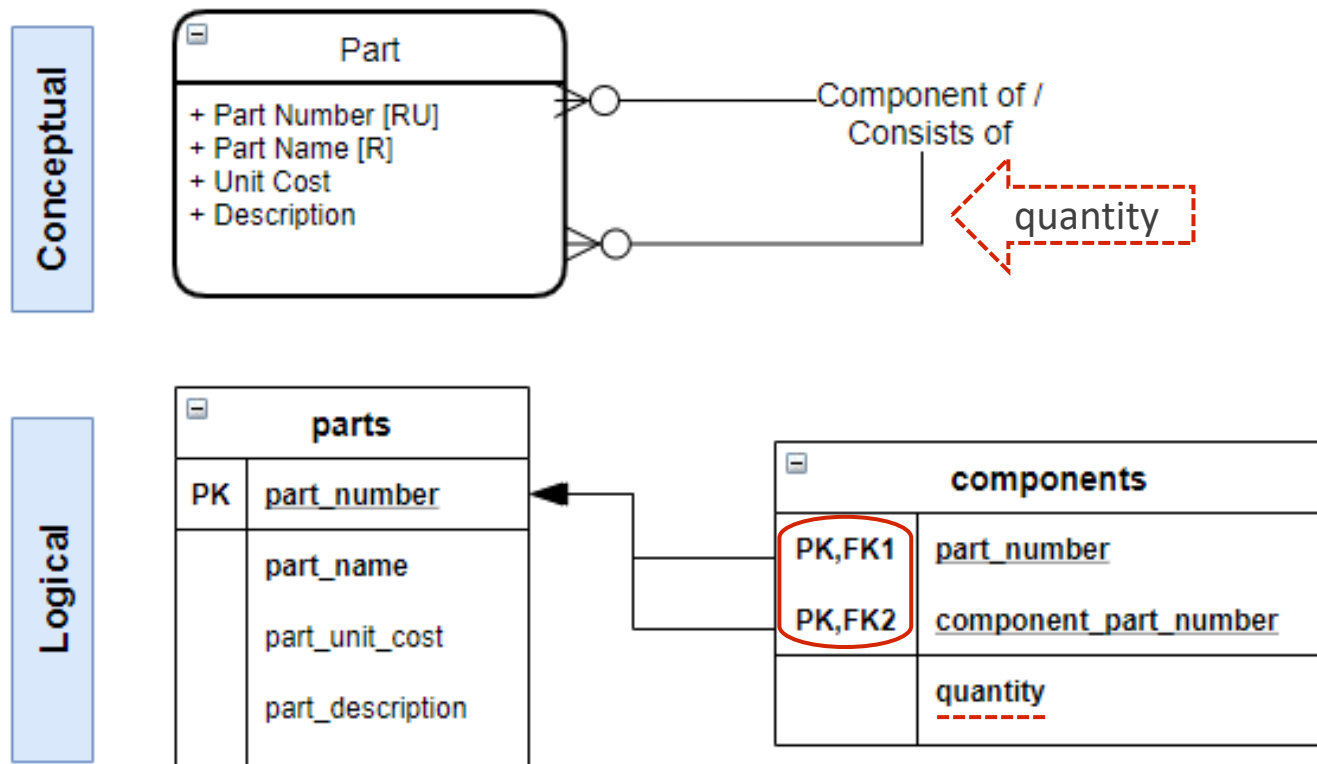 Conceptual
Part
+ Part Number [RU]
+ Part Name [R]
+ Unit Cost
+ Description
Component of /
Consists of
quantity
Logical
parts
PK part_number
part_name
part_unit_cost
part_description
components
PK,FK1 part_number
PK,FK2 component_part_number
quantity